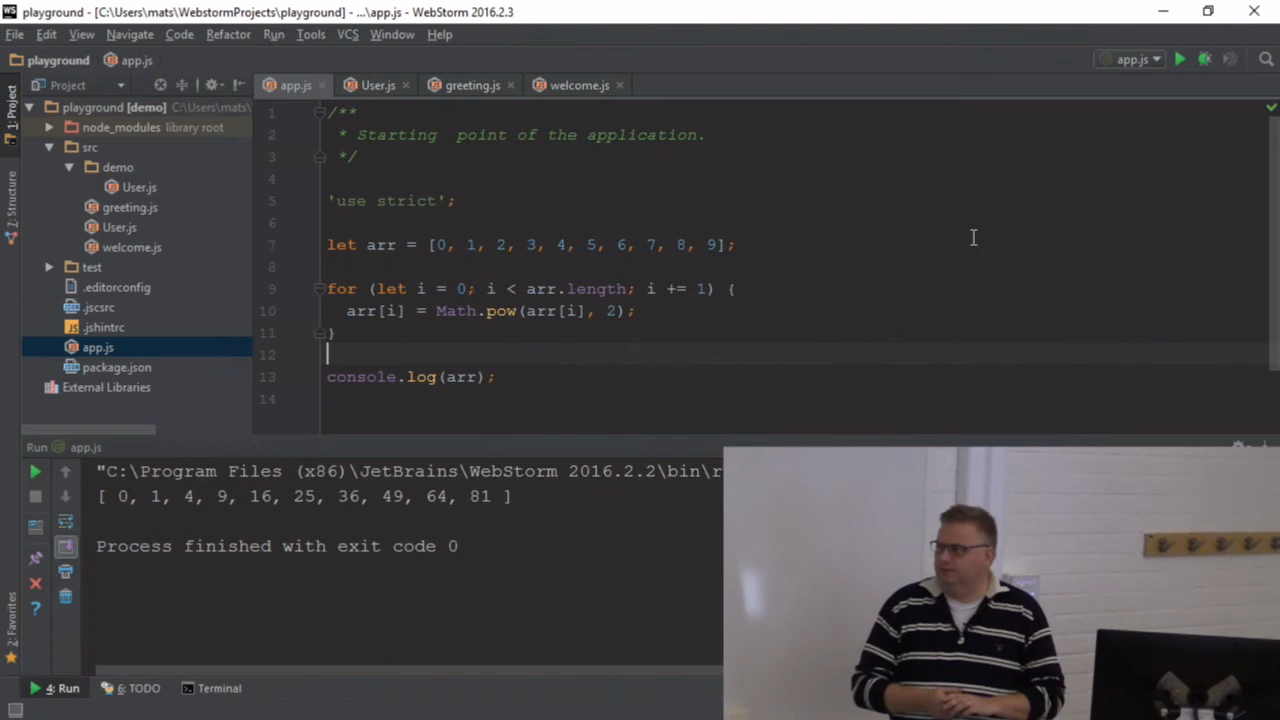 WS playground - [C:\Users\mats\WebstormProjects\playground] - ...\app.js - WebStorm 2016.2.3
File Edit View Navigate Code Refactor Run Tools VCS Window Help
playground app.js
app.js
1: Project
Z: Structure
2: Favorites
Project
playground [demo] C:\Users\mats\
node_modules library root
src
demo
User.js
greeting.js
User.js
welcome.js
test
.editorconfig
.jscsrc
JS .jshintrc
app.js
package.json
External Libraries
app.js User.js greeting.js welcome.js
1 /**
2 * Starting  point of the application.
3 */
4
5 'use strict';
6
7 let arr = [0, 1, 2, 3, 4, 5, 6, 7, 8, 9];
8
9 for (let i = 0; i < arr.length; i += 1) {
10 arr[i] = Math.pow(arr[i], 2);
11 }
12
13 console.log(arr);
14
Run app.js
"C:\Program Files (x86)\JetBrains\WebStorm 2016.2.2\bin\r
[ 0, 1, 4, 9, 16, 25, 36, 49, 64, 81 ]
Process finished with exit code 0
4: Run 6: TODO Terminal